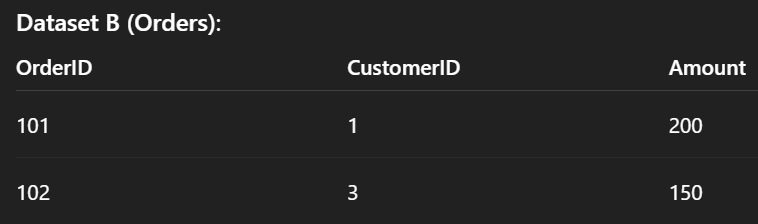 Dataset B (Orders):
OrderID CustomerID Amount
101 1 200
102 3 150